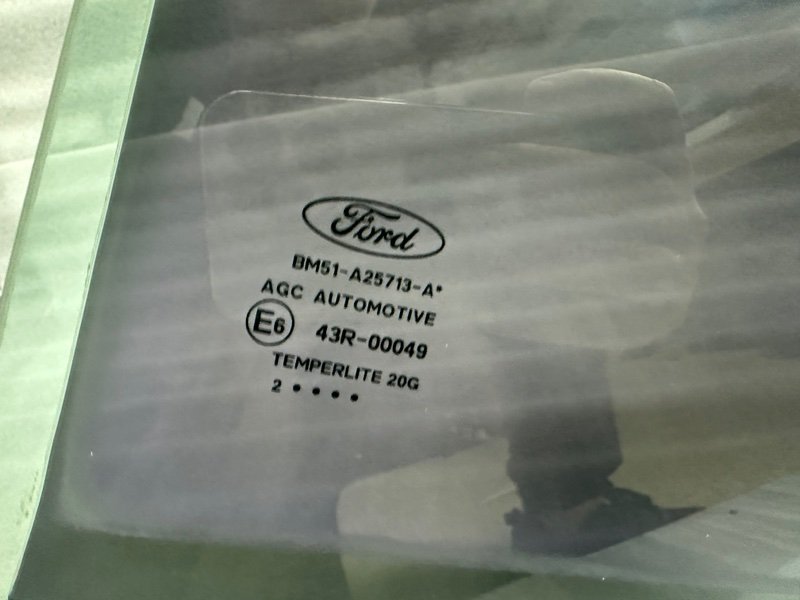 Ford
BM51-A25713-A*
AGC AUTOMOTIVE
E6 43R-00049
TEMPERLITE 20G
2 • • • •